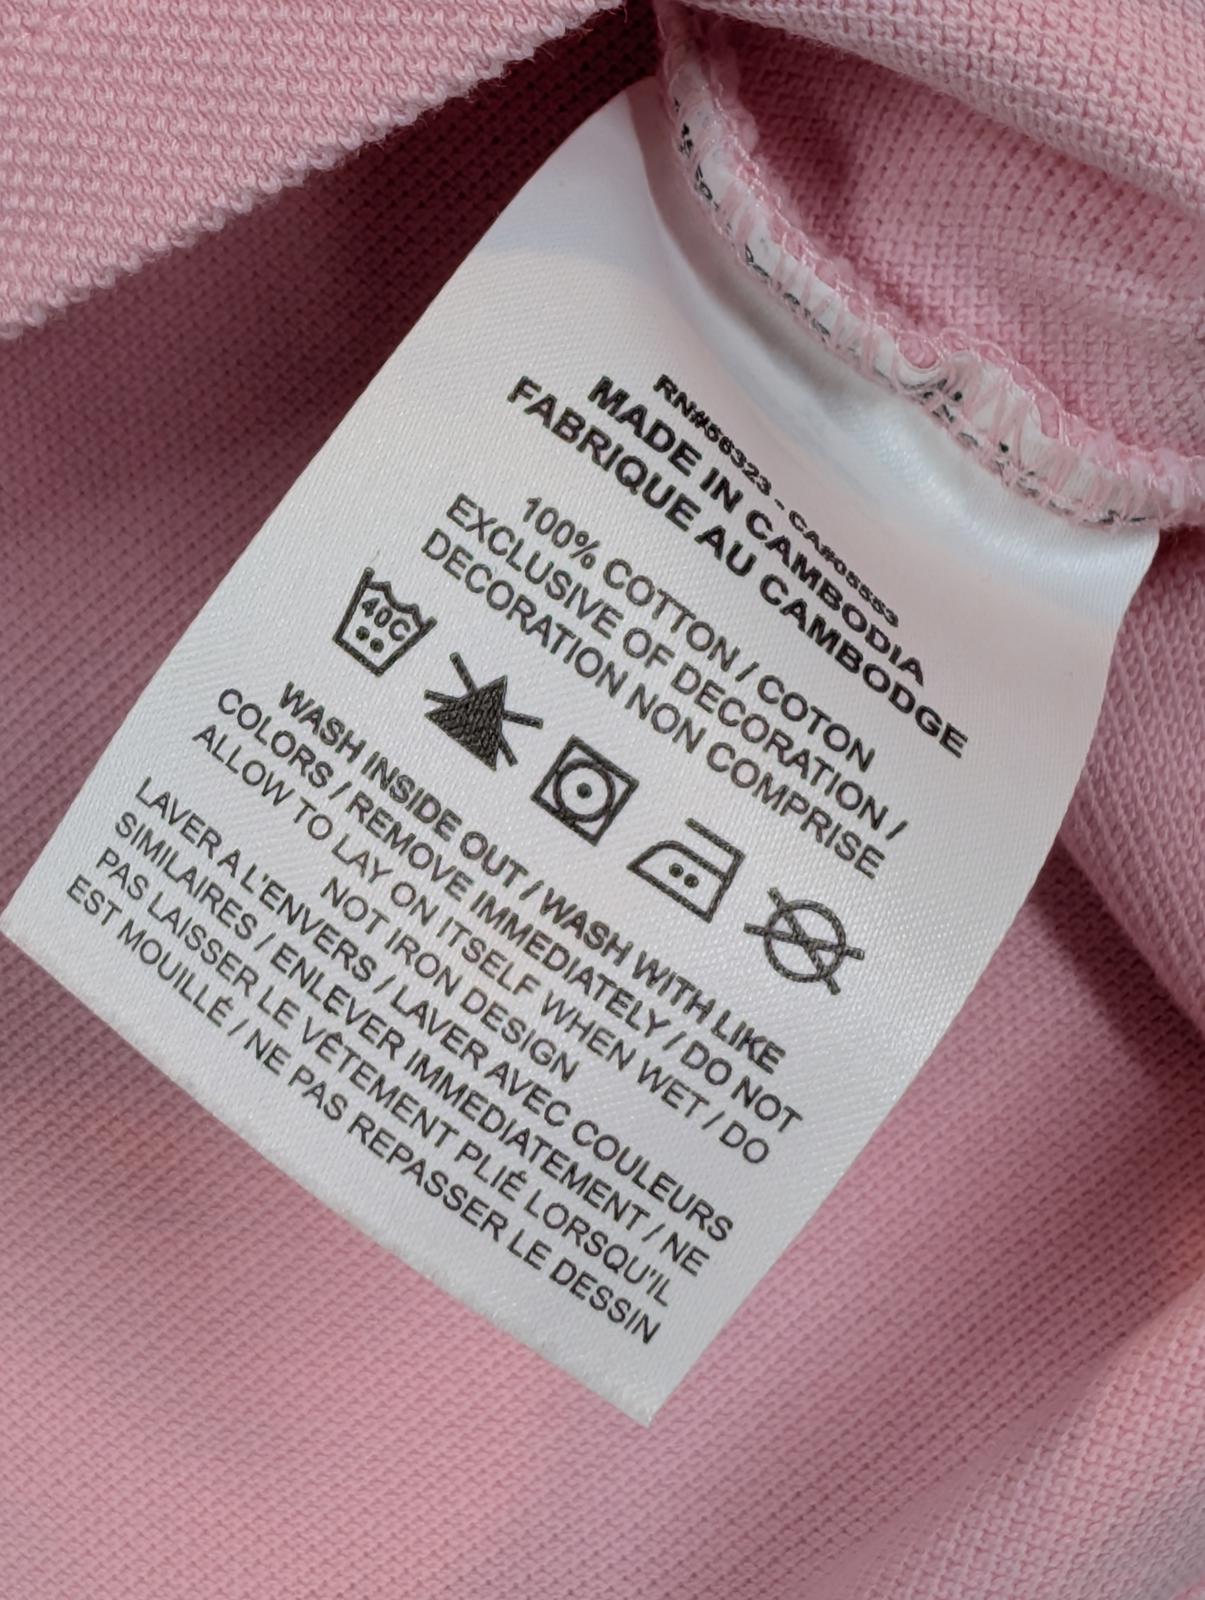 RN#56323 - CA#05553
MADE IN CAMBODIA
FABRIQUE AU CAMBODGE
100% COTTON / COTON
EXCLUSIVE OF DECORATION /
DECORATION NON COMPRISE
40C
WASH INSIDE OUT / WASH WITH LIKE
COLORS / REMOVE IMMEDIATELY / DO NOT
ALLOW TO LAY ON ITSELF WHEN WET / DO
NOT IRON DESIGN
LAVER A L'ENVERS / LAVER AVEC COULEURS
SIMILAIRES / ENLEVER IMMEDIATEMENT / NE
PAS LAISSER LE VÊTEMENT PLIÉ LORSQU'IL
EST MOUILLÉ / NE PAS REPASSER LE DESSIN